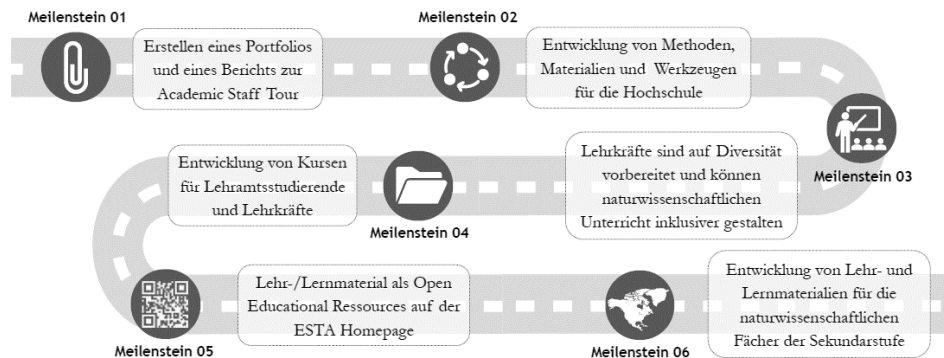 Meilenstein 01
Erstellen eines Portfolios
und eines Berichts zur
Academic Staff Tour
Meilenstein 02
Entwicklung von Methoden,
Materialien und Werkzeugen
für die Hochschule
Meilenstein 03
Lehrkräfte sind auf Diversität
vorbereitet und können
naturwissenschaftlichen
Unterricht inklusiver gestalten
Meilenstein 04
Entwicklung von Kursen
für Lehramtsstudierende
und Lehrkräfte
Meilenstein 05
Lehr-/Lernmaterial als Open
Educational Ressources auf der
ESTA Homepage
Meilenstein 06
Entwicklung von Lehr- und
Lernmaterialien für die
naturwissenschaftlichen
Fächer der Sekundarstufe